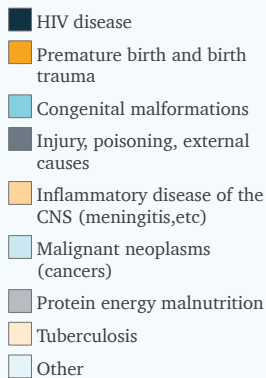 HIV disease
Premature birth and birth
trauma
Congenital malformations
Injury, poisoning, external
causes
Inflammatory disease of the
CNS (meningitis,etc)
Malignant neoplasms
(cancers)
Protein energy malnutrition
Tuberculosis
Other